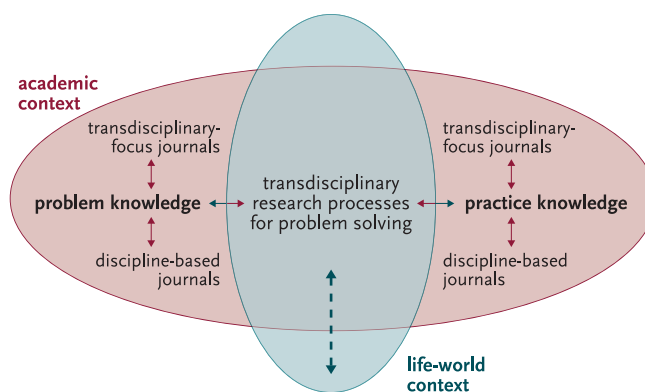 academic
context
transdisciplinary-
focus journals
problem knowledge
discipline-based
journals
transdisciplinary
research processes
for problem solving
transdisciplinary-
focus journals
practice knowledge
discipline-based
journals
life-world
context